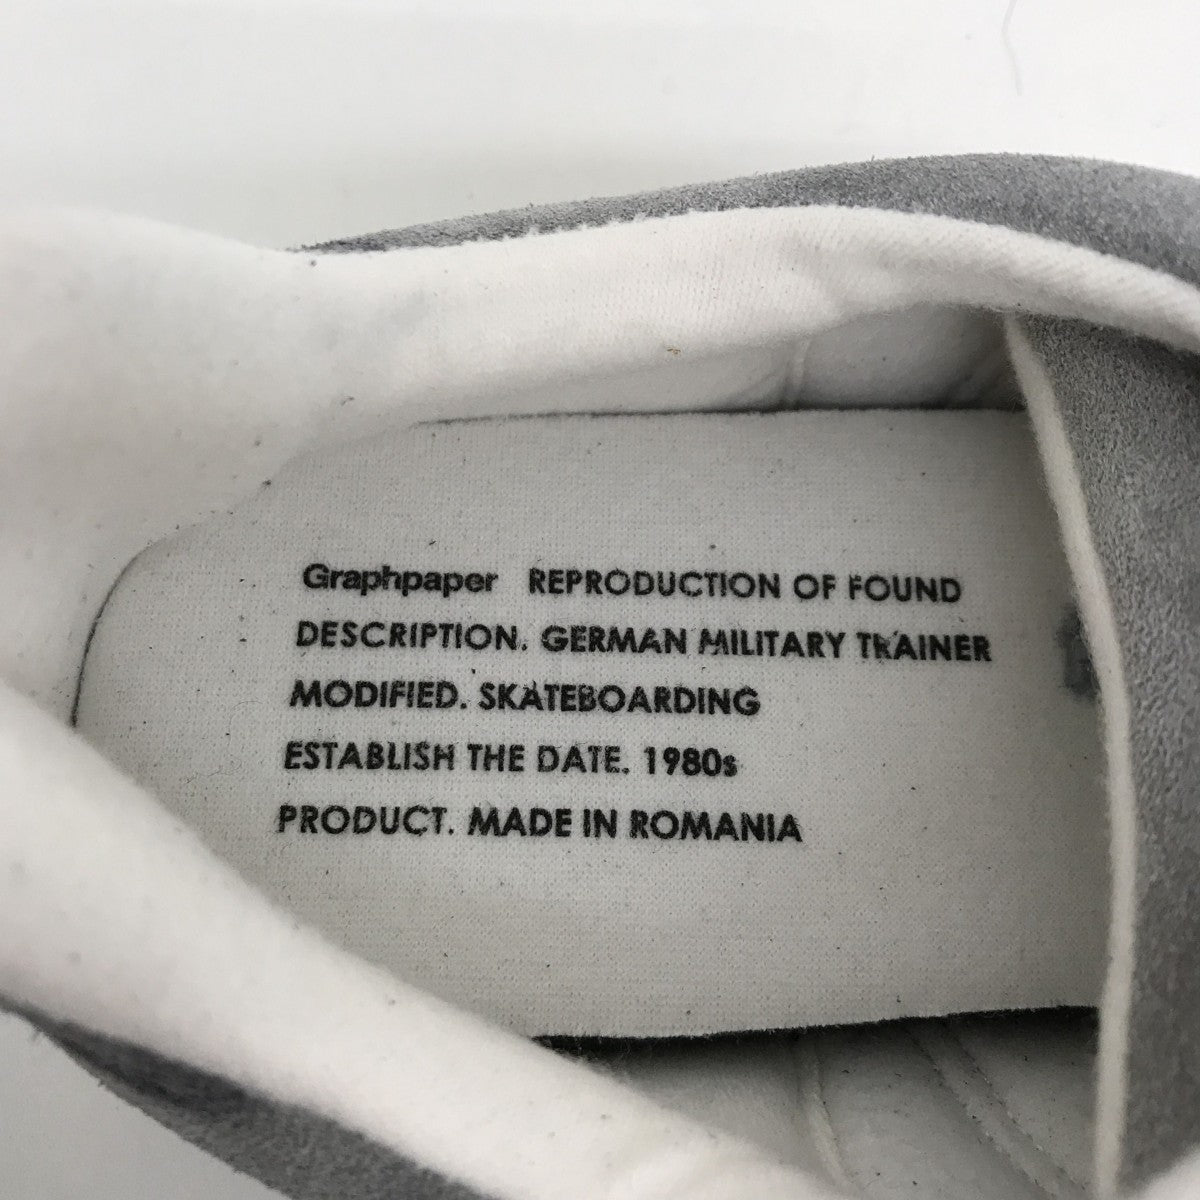 Graphpaper REPRODUCTION OF FOUND
DESCRIPTION. GERMAN MILITARY TRAINER
MODIFIED. SKATEBOARDING
ESTABLISH THE DATE. 1980s
PRODUCT. MADE IN ROMANIA